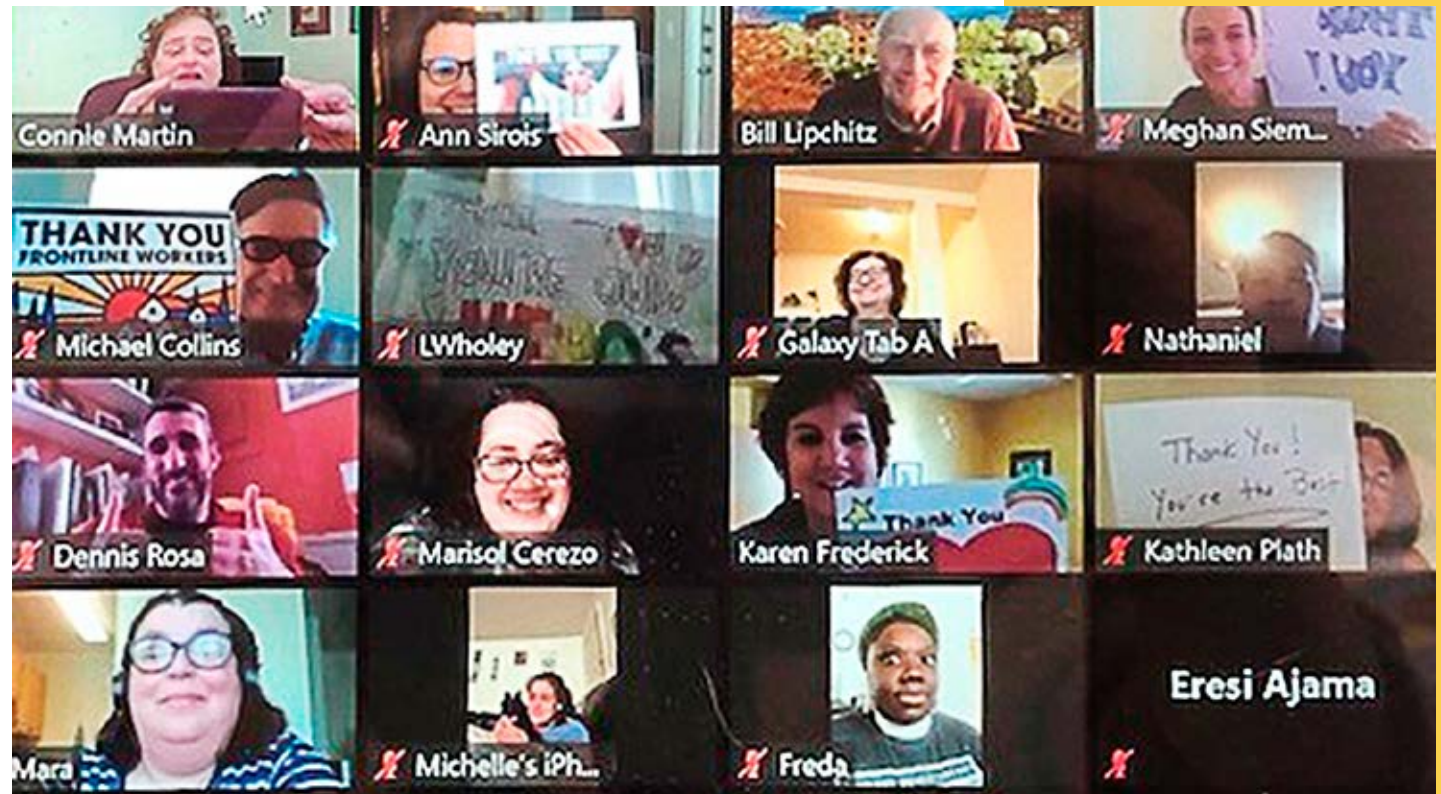 Connie Martin
Ann Sirois
Bill Lipchitz
Meghan Siem...
YOU!
THANK YOU
FRONTLINE WORKERS
Michael Collins
YOU'RE
LWholey
Galaxy Tab A
Nathaniel
Dennis Rosa
Marisol Cerezo
Thank You
Karen Frederick
Thank You!
You're the Best
Kathleen Plath
Mara
Michelle's iPh...
Freda
Eresi Ajama